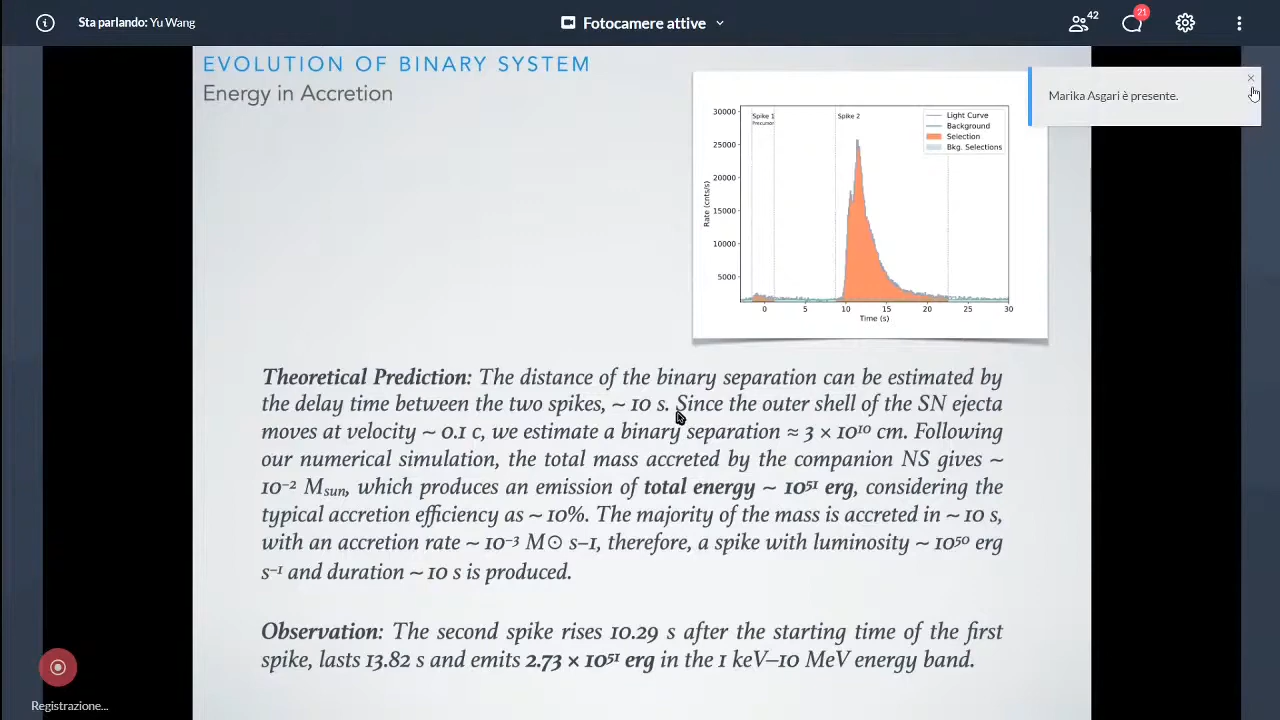 Sta parlando: Yu Wang
Fotocamere attive
42
21
EVOLUTION OF BINARY SYSTEM
Energy in Accretion
Marika Asgari è presente.
30000
25000
20000
15000
10000
5000
Rate (cnts/s)
Spike 1
Precursor
Spike 2
Light Curve
Background
Selection
Bkg. Selections
0 5 10 15 20 25 30
Time (s)
Theoretical Prediction: The distance of the binary separation can be estimated by
the delay time between the two spikes, ~ 10 s. Since the outer shell of the SN ejecta
moves at velocity ~ 0.1 c, we estimate a binary separation ≈ 3 × 10¹⁰ cm. Following
our numerical simulation, the total mass accreted by the companion NS gives ~
10⁻² Msun, which produces an emission of total energy ~ 10⁵¹ erg, considering the
typical accretion efficiency as ~ 10%. The majority of the mass is accreted in ~ 10 s,
with an accretion rate ~ 10⁻³ M⊙ s–1, therefore, a spike with luminosity ~ 10⁵⁰ erg
s⁻¹ and duration ~ 10 s is produced.
Observation: The second spike rises 10.29 s after the starting time of the first
spike, lasts 13.82 s and emits 2.73 × 10⁵¹ erg in the 1 keV–10 MeV energy band.
Registrazione...